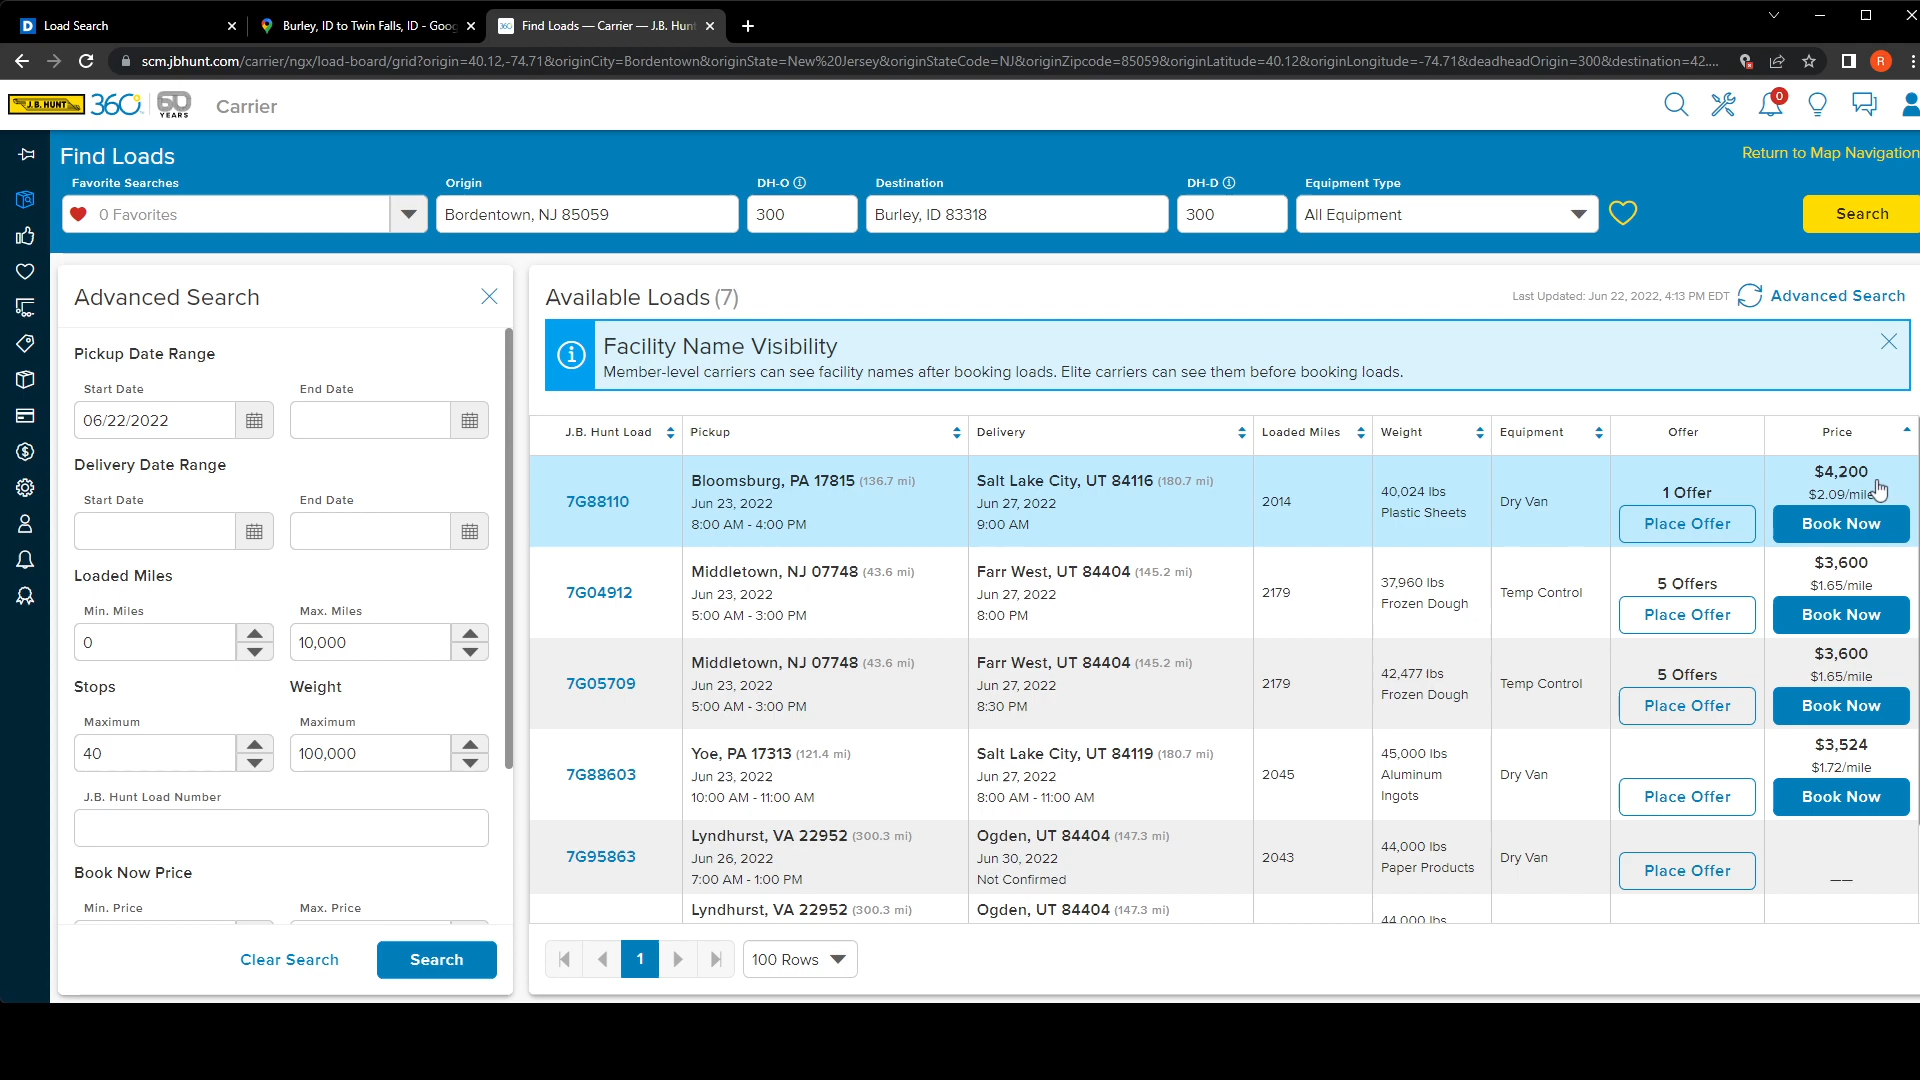 Load Search
Burley, ID to Twin Falls, ID - Goog
Find Loads — Carrier — J.B. Hun
scm.jbhunt.com/carrier/ngx/load-board/grid?origin=40.12,-74.71&originCity=Bordentown&originState=New%20Jersey&originStateCode=NJ&originZipcode=85059&originLatitude=40.12&originLongitude=-74.71&deadheadOrigin=300&destination=42....
R
J.B. HUNT 360 60 YEARS Carrier
0
Find Loads
Return to Map Navigation
Favorite Searches Origin DH-O DH-D Destination Equipment Type
0 Favorites Bordentown, NJ 85059 300 Burley, ID 83318 300 All Equipment Search
Advanced Search
Pickup Date Range
Start Date End Date
06/22/2022
Delivery Date Range
Start Date End Date
Loaded Miles
Min. Miles Max. Miles
0 10,000
Stops Weight
Maximum Maximum
40 100,000
J.B. Hunt Load Number
Book Now Price
Min. Price Max. Price
Clear Search Search
Available Loads (7)
Last Updated: Jun 22, 2022, 4:13 PM EDT Advanced Search
Facility Name Visibility
Member-level carriers can see facility names after booking loads. Elite carriers can see them before booking loads.
J.B. Hunt Load Pickup Delivery Loaded Miles Weight Equipment Offer Price
7G88110
Bloomsburg, PA 17815 (136.7 mi)
Jun 23, 2022
8:00 AM - 4:00 PM
Salt Lake City, UT 84116 (180.7 mi)
Jun 27, 2022
9:00 AM
2014
40,024 lbs
Plastic Sheets
Dry Van
1 Offer
Place Offer
$4,200
$2.09/mile
Book Now
7G04912
Middletown, NJ 07748 (43.6 mi)
Jun 23, 2022
5:00 AM - 3:00 PM
Farr West, UT 84404 (145.2 mi)
Jun 27, 2022
8:00 PM
2179
37,960 lbs
Frozen Dough
Temp Control
5 Offers
Place Offer
$3,600
$1.65/mile
Book Now
7G05709
Middletown, NJ 07748 (43.6 mi)
Jun 23, 2022
5:00 AM - 3:00 PM
Farr West, UT 84404 (145.2 mi)
Jun 27, 2022
8:30 PM
2179
42,477 lbs
Frozen Dough
Temp Control
5 Offers
Place Offer
$3,600
$1.65/mile
Book Now
7G88603
Yoe, PA 17313 (121.4 mi)
Jun 23, 2022
10:00 AM - 11:00 AM
Salt Lake City, UT 84119 (180.7 mi)
Jun 27, 2022
8:00 AM - 11:00 AM
2045
45,000 lbs
Aluminum
Ingots
Dry Van
Place Offer
$3,524
$1.72/mile
Book Now
7G95863
Lyndhurst, VA 22952 (300.3 mi)
Jun 26, 2022
7:00 AM - 1:00 PM
Ogden, UT 84404 (147.3 mi)
Jun 30, 2022
Not Confirmed
2043
44,000 lbs
Paper Products
Dry Van
Place Offer
—
Lyndhurst, VA 22952 (300.3 mi)
Ogden, UT 84404 (147.3 mi)
44,000 lbs
1 100 Rows